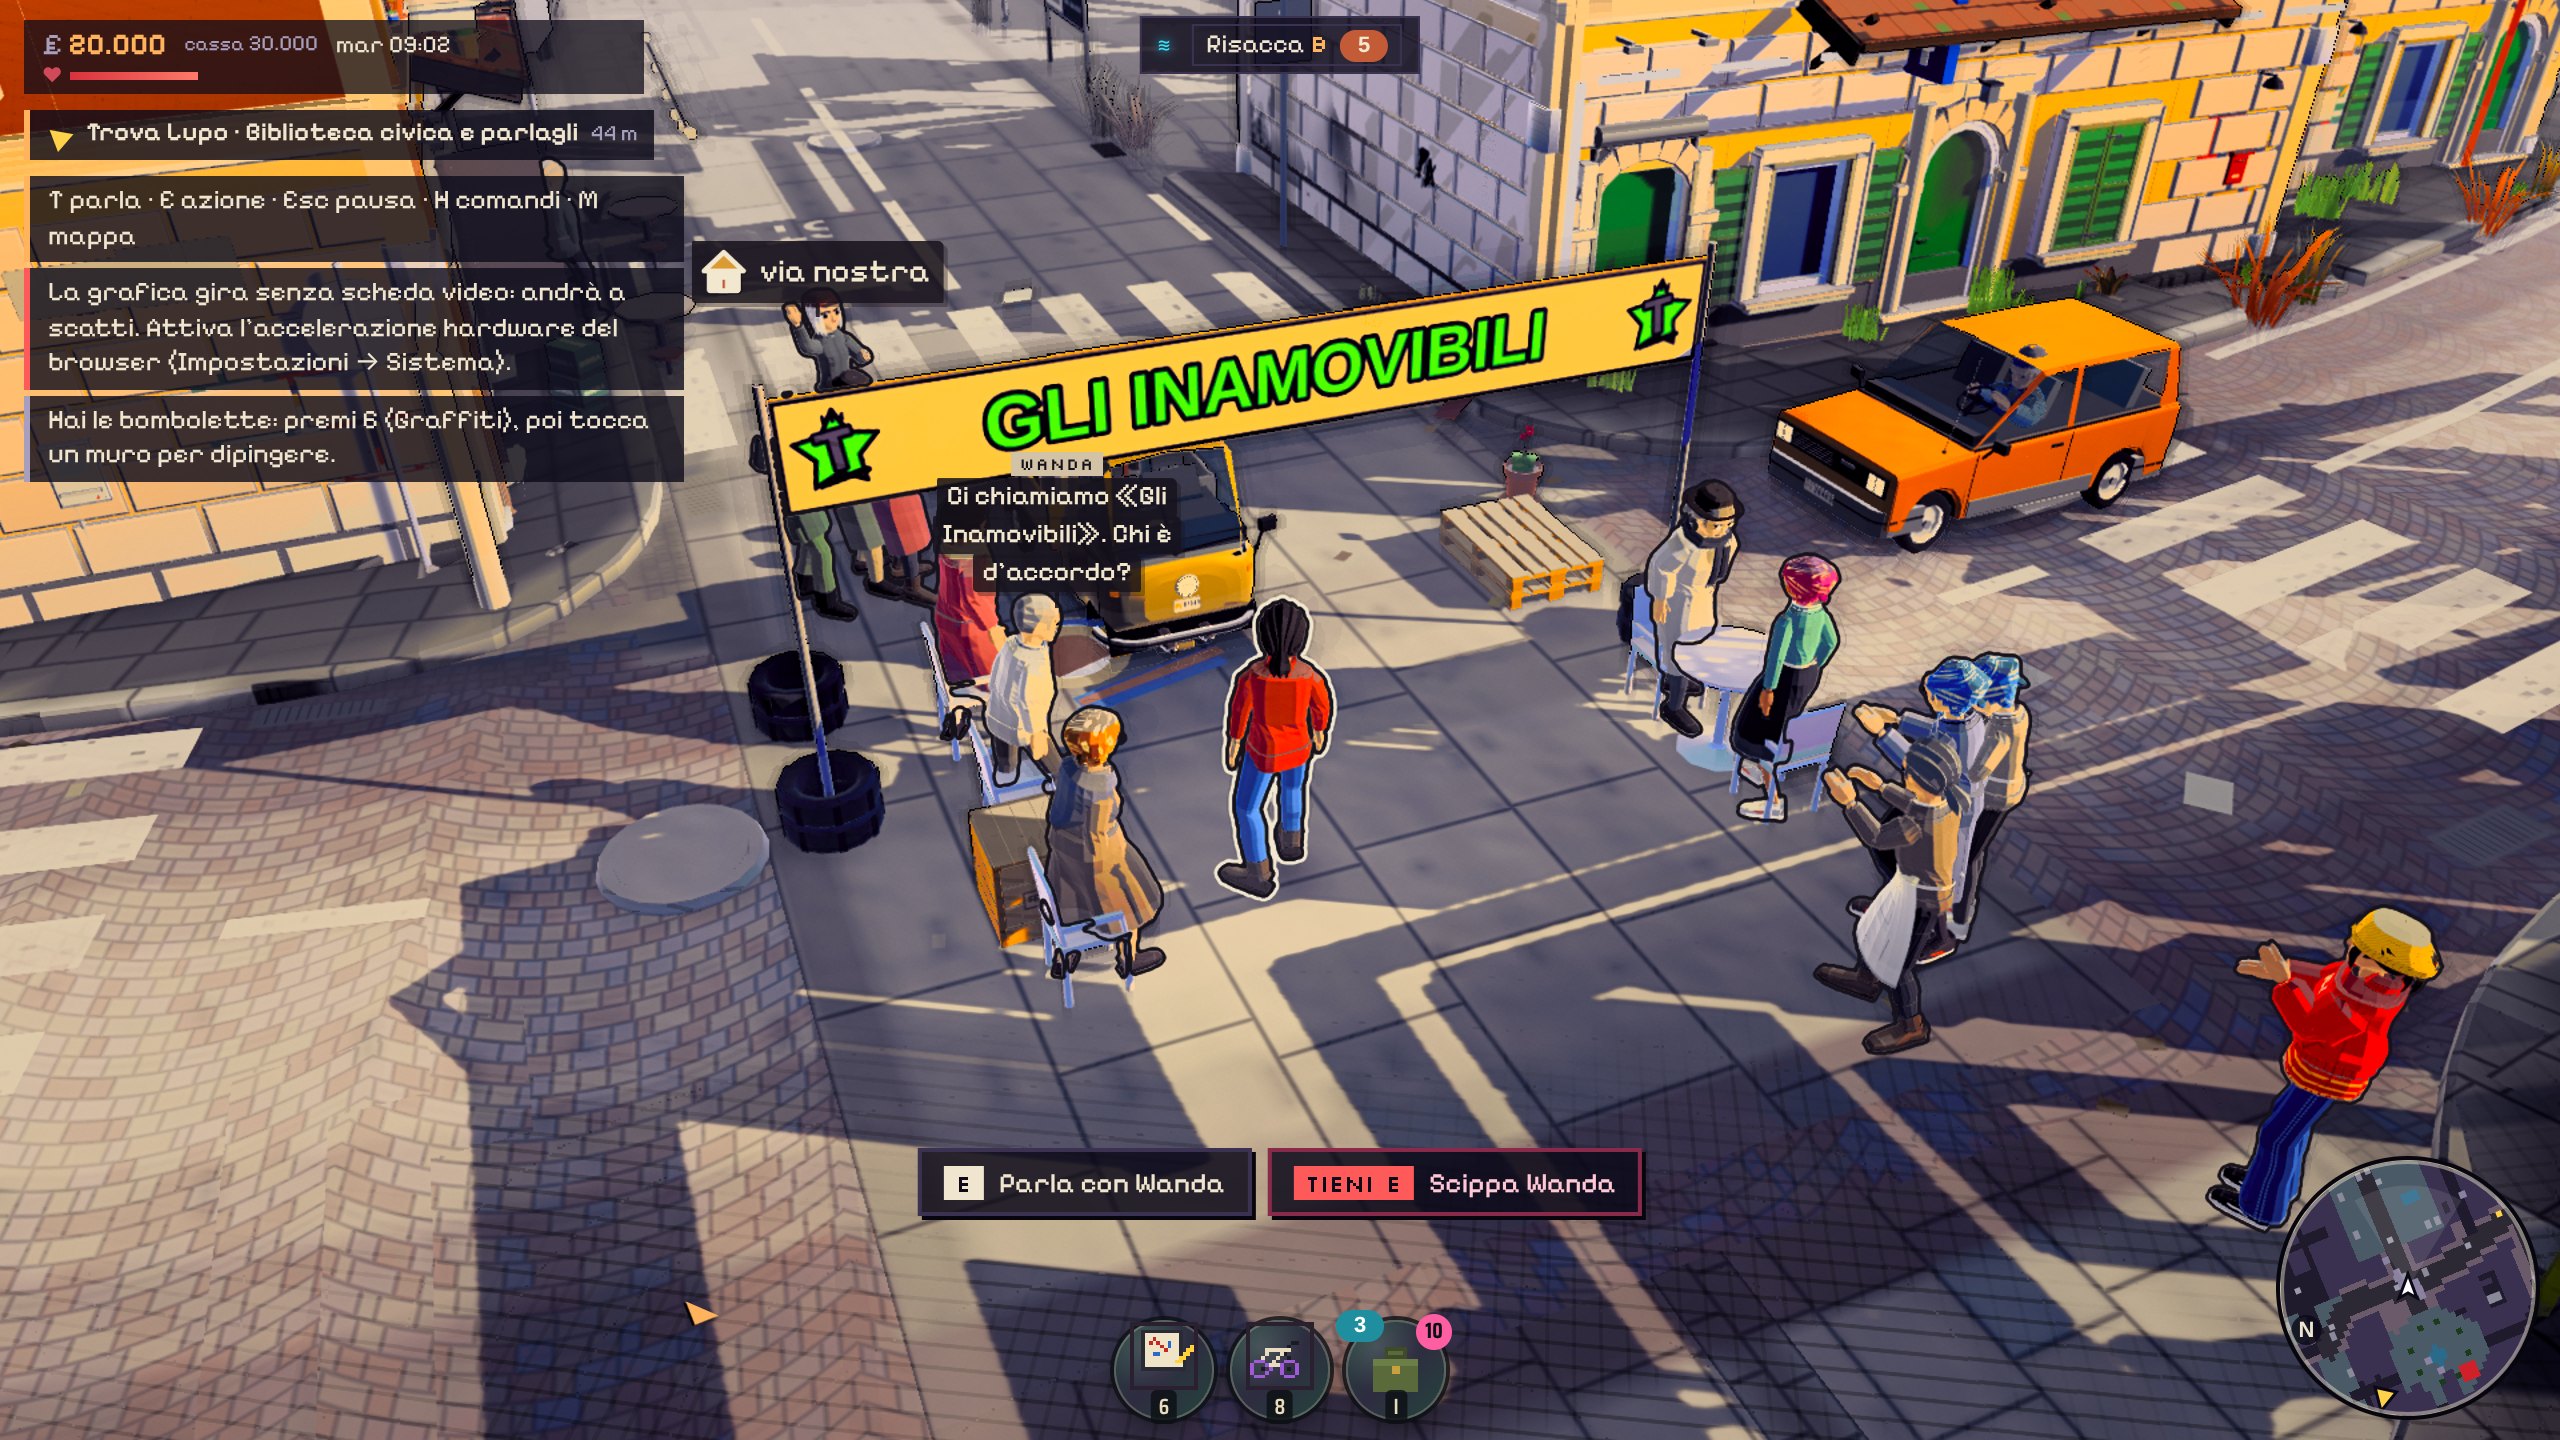 £ 80.000 cassa 30.000 mar 09:02
Risacca B 5
Trova Lupo · Biblioteca civica e parlagli 44 m
T parla · E azione · Esc pausa · H comandi · M
mappa
La grafica gira senza scheda video: andrà a
scatti. Attiva l'accelerazione hardware del
browser (Impostazioni → Sistema).
Hai le bombolette: premi 6 (Graffiti), poi tocca
un muro per dipingere.
via nostra
T GLI INAMOVIBILI T
WANDA
Ci chiamiamo «Gli
Inamovibili». Chi è
d'accordo?
E Parla con Wanda
TIENI E Scippa Wanda
3 10
6 8 I
N